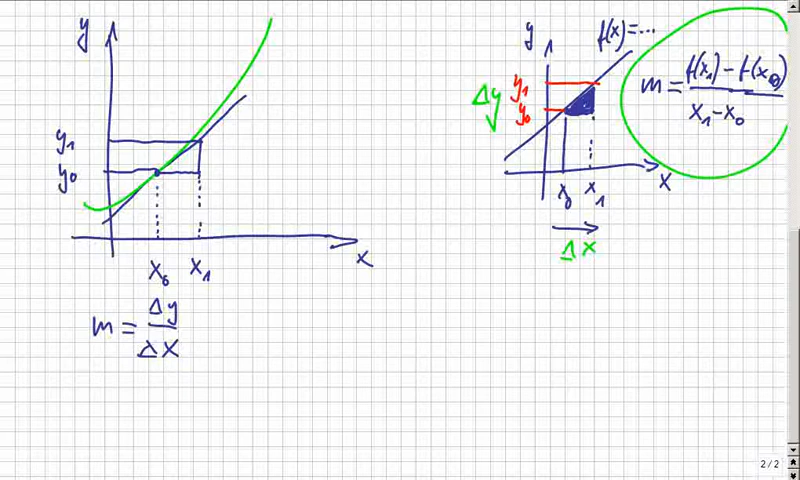 y
y₁
y₀
x₀ x₁
x
m = Δy / Δx
y
f(x)=...
Δy
y₁
y₀
x₀ x₁
x
Δx
m = f(x₁) - f(x₀) / x₁ - x₀
2 / 2